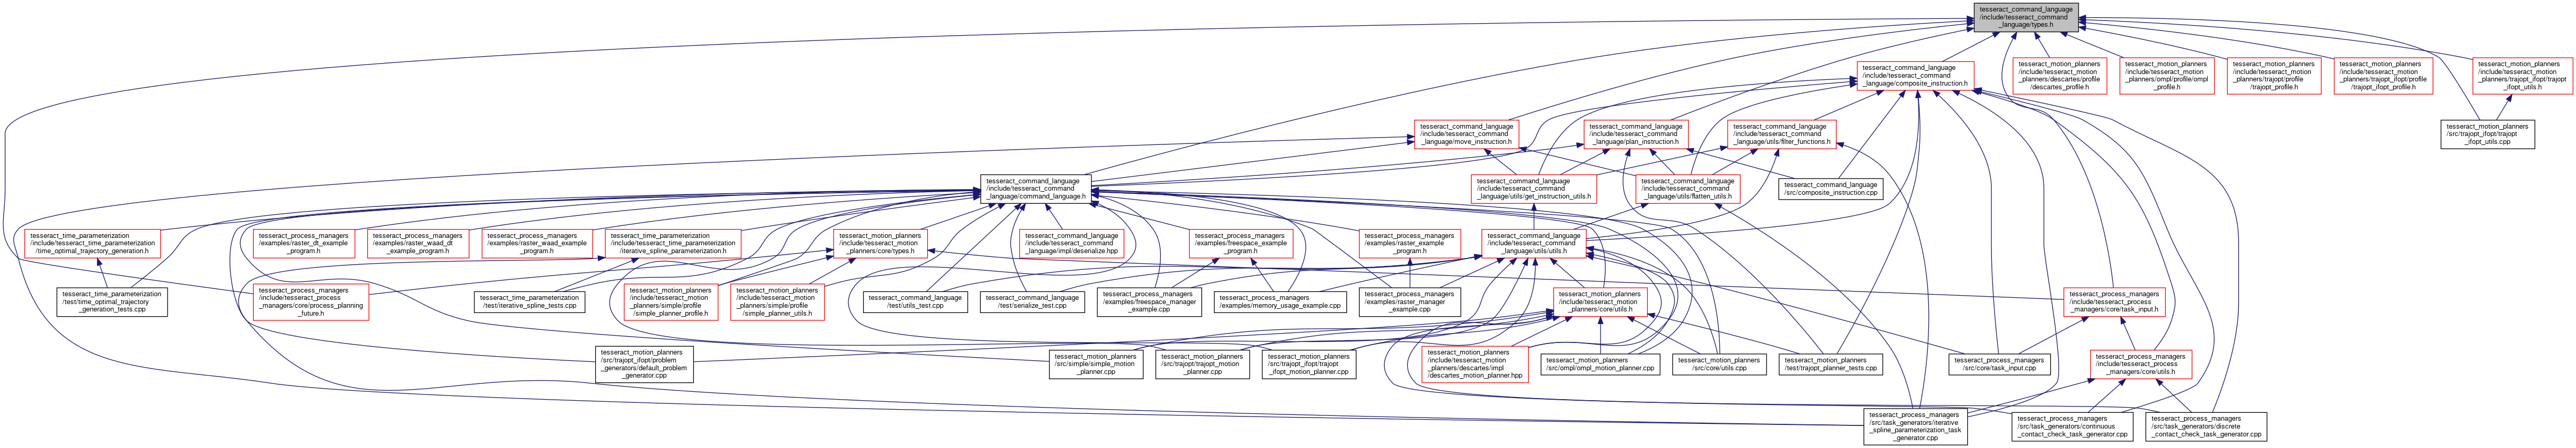 tesseract_command_language
/include/tesseract_command
_language/types.h
tesseract_command_language
/include/tesseract_command
_language/composite_instruction.h
tesseract_motion_planners
/include/tesseract_motion
_planners/descartes/profile
/descartes_profile.h
tesseract_motion_planners
/include/tesseract_motion
_planners/ompl/profile/ompl
_profile.h
tesseract_motion_planners
/include/tesseract_motion
_planners/trajopt/profile
/trajopt_profile.h
tesseract_motion_planners
/include/tesseract_motion
_planners/trajopt_ifopt/profile
/trajopt_ifopt_profile.h
tesseract_motion_planners
/include/tesseract_motion
_planners/trajopt_ifopt/trajopt
_ifopt_utils.h
tesseract_command_language
/include/tesseract_command
_language/move_instruction.h
tesseract_command_language
/include/tesseract_command
_language/plan_instruction.h
tesseract_command_language
/include/tesseract_command
_language/utils/filter_functions.h
tesseract_motion_planners
/src/trajopt_ifopt/trajopt
_ifopt_utils.cpp
tesseract_command_language
/include/tesseract_command
_language/command_language.h
tesseract_command_language
/include/tesseract_command
_language/utils/get_instruction_utils.h
tesseract_command_language
/include/tesseract_command
_language/utils/flatten_utils.h
tesseract_command_language
/src/composite_instruction.cpp
tesseract_time_parameterization
/include/tesseract_time_parameterization
/time_optimal_trajectory_generation.h
tesseract_process_managers
/examples/raster_dt_example
_program.h
tesseract_process_managers
/examples/raster_waad_dt
_example_program.h
tesseract_process_managers
/examples/raster_waad_example
_program.h
tesseract_time_parameterization
/include/tesseract_time_parameterization
/iterative_spline_parameterization.h
tesseract_motion_planners
/include/tesseract_motion
_planners/core/types.h
tesseract_command_language
/include/tesseract_command
_language/impl/deserialize.hpp
tesseract_process_managers
/examples/freespace_example
_program.h
tesseract_process_managers
/examples/raster_example
_program.h
tesseract_command_language
/include/tesseract_command
_language/utils/utils.h
tesseract_time_parameterization
/test/time_optimal_trajectory
_generation_tests.cpp
tesseract_process_managers
/include/tesseract_process
_managers/core/process_planning
_future.h
tesseract_time_parameterization
/test/iterative_spline_tests.cpp
tesseract_motion_planners
/include/tesseract_motion
_planners/simple/profile
/simple_planner_profile.h
tesseract_motion_planners
/include/tesseract_motion
_planners/simple/profile
/simple_planner_utils.h
tesseract_command_language
/test/utils_test.cpp
tesseract_command_language
/test/serialize_test.cpp
tesseract_process_managers
/examples/freespace_manager
_example.cpp
tesseract_process_managers
/examples/memory_usage_example.cpp
tesseract_process_managers
/examples/raster_manager
_example.cpp
tesseract_motion_planners
/include/tesseract_motion
_planners/core/utils.h
tesseract_process_managers
/include/tesseract_process
_managers/core/task_input.h
tesseract_motion_planners
/src/trajopt_ifopt/problem
_generators/default_problem
_generator.cpp
tesseract_motion_planners
/src/simple/simple_motion
_planner.cpp
tesseract_motion_planners
/src/trajopt/trajopt_motion
_planner.cpp
tesseract_motion_planners
/src/trajopt_ifopt/trajopt
_ifopt_motion_planner.cpp
tesseract_motion_planners
/include/tesseract_motion
_planners/descartes/impl
/descartes_motion_planner.hpp
tesseract_motion_planners
/src/ompl/ompl_motion_planner.cpp
tesseract_motion_planners
/src/core/utils.cpp
tesseract_motion_planners
/test/trajopt_planner_tests.cpp
tesseract_process_managers
/src/core/task_input.cpp
tesseract_process_managers
/include/tesseract_process
_managers/core/utils.h
tesseract_process_managers
/src/task_generators/iterative
_spline_parameterization_task
_generator.cpp
tesseract_process_managers
/src/task_generators/continuous
_contact_check_task_generator.cpp
tesseract_process_managers
/src/task_generators/discrete
_contact_check_task_generator.cpp